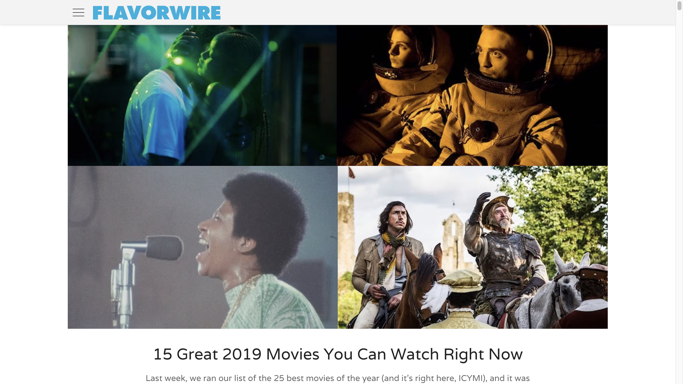 FLAVORWIRE
15 Great 2019 Movies You Can Watch Right Now
Last week, we ran our list of the 25 best movies of the year (and it's right here, ICYMI), and it was